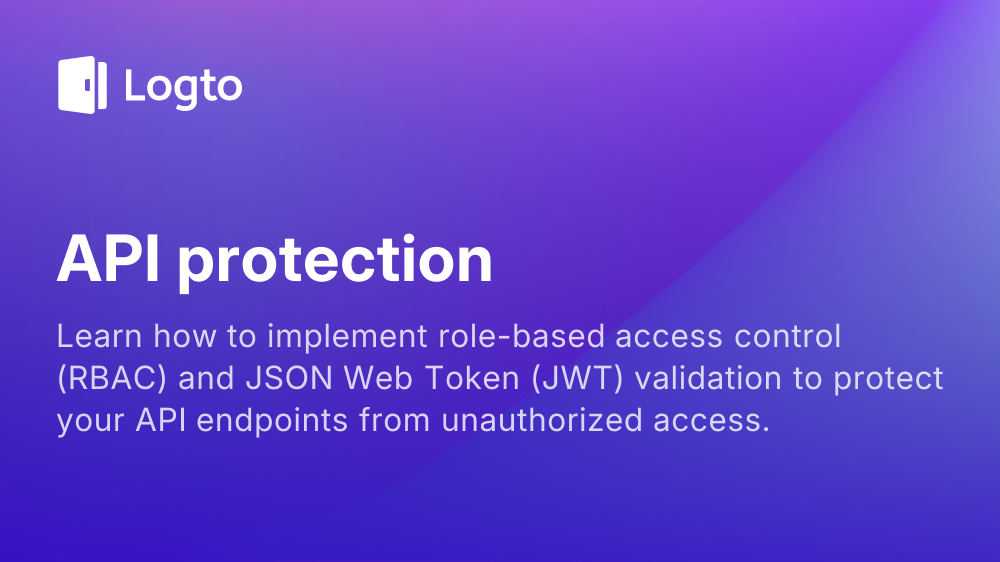 Logto
API protection
Learn how to implement role-based access control
(RBAC) and JSON Web Token (JWT) validation to protect
your API endpoints from unauthorized access.